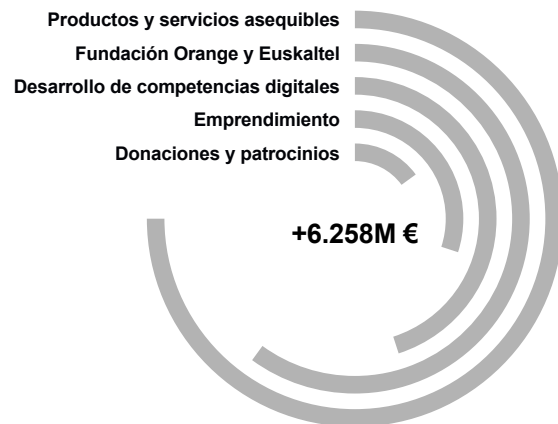 Productos y servicios asequibles
Fundación Orange y Euskaltel
Desarrollo de competencias digitales
Emprendimiento
Donaciones y patrocinios
+6.258M €